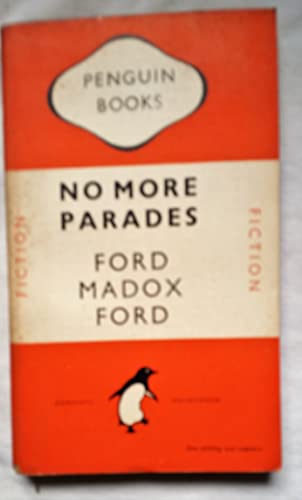 PENGUIN
BOOKS
NO MORE
PARADES
FORD
MADOX
FORD
FICTION
FICTION